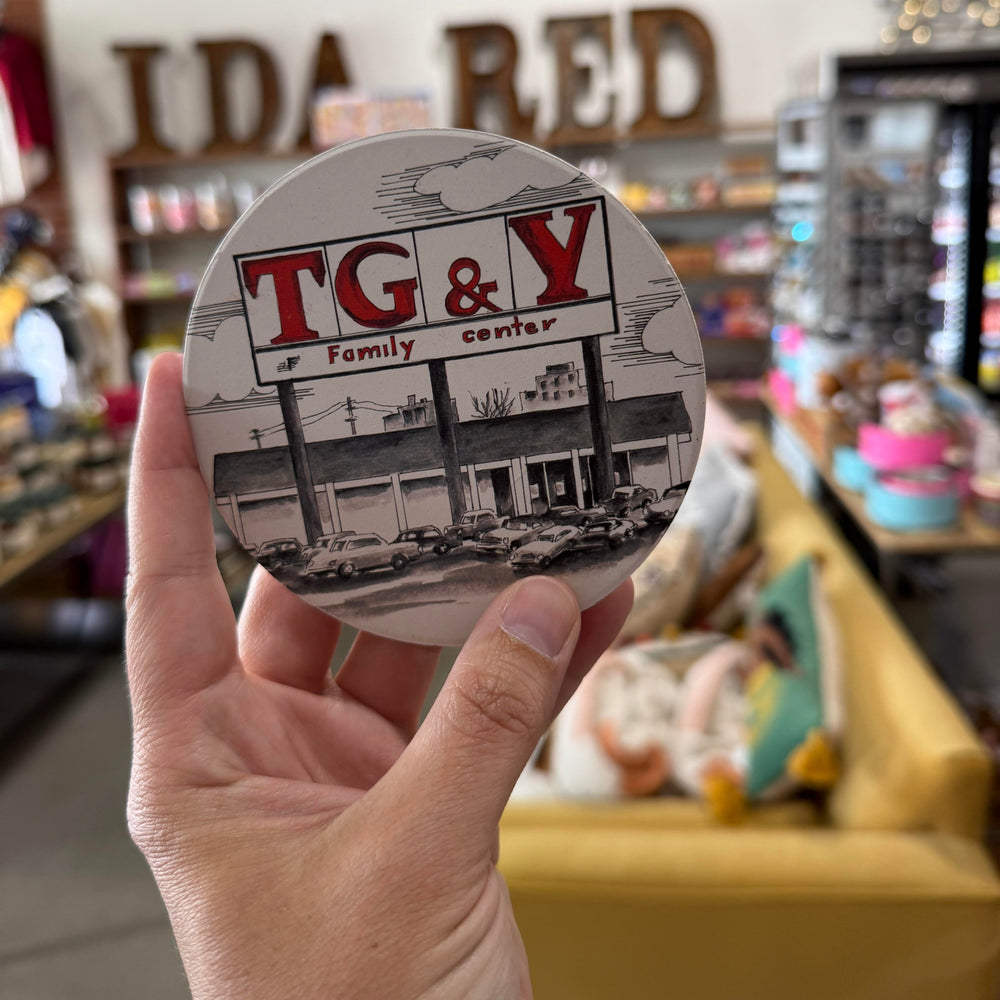 IDA RED
TG&Y
Family center